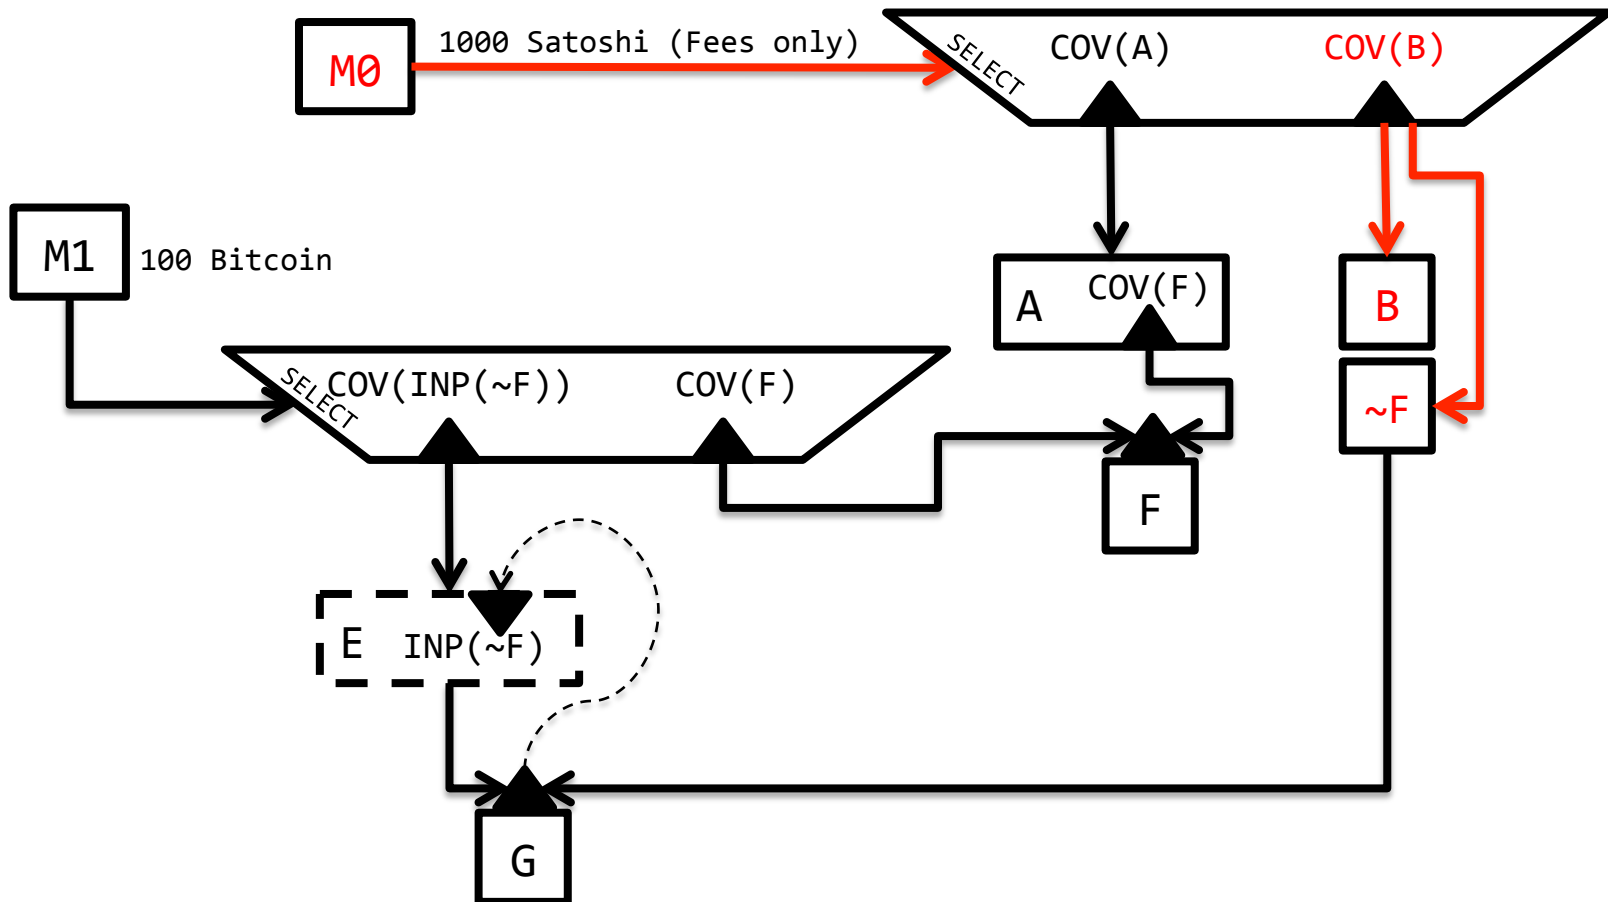 M0
1000 Satoshi (Fees only)
SELECT
COV(A)
COV(B)
M1
100 Bitcoin
A
COV(F)
B
SELECT
COV(INP(~F))
COV(F)
~F
F
E
INP(~F)
G